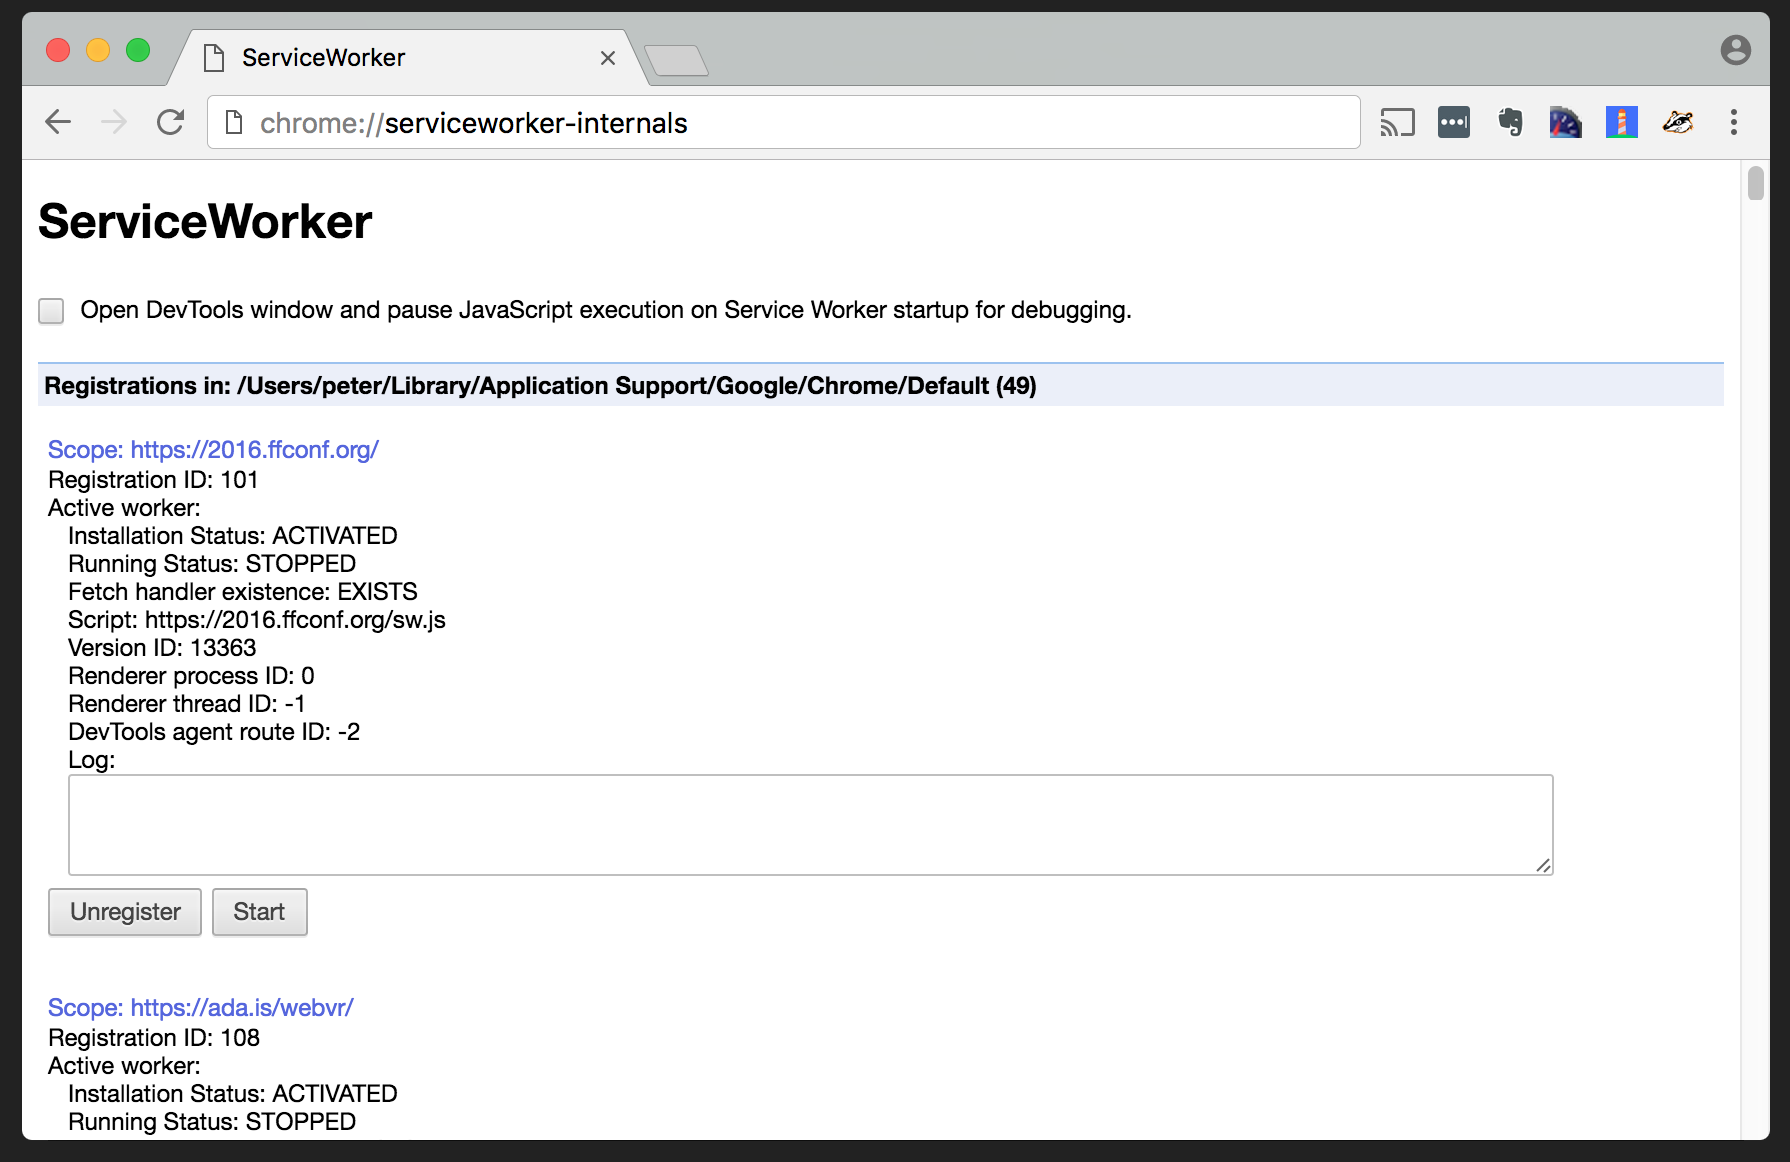 ServiceWorker
chrome://serviceworker-internals
ServiceWorker
Open DevTools window and pause JavaScript execution on Service Worker startup for debugging.
Registrations in: /Users/peter/Library/Application Support/Google/Chrome/Default (49)
Scope: https://2016.ffconf.org/
Registration ID: 101
Active worker:
Installation Status: ACTIVATED
Running Status: STOPPED
Fetch handler existence: EXISTS
Script: https://2016.ffconf.org/sw.js
Version ID: 13363
Renderer process ID: 0
Renderer thread ID: -1
DevTools agent route ID: -2
Log:
Unregister Start
Scope: https://ada.is/webvr/
Registration ID: 108
Active worker:
Installation Status: ACTIVATED
Running Status: STOPPED